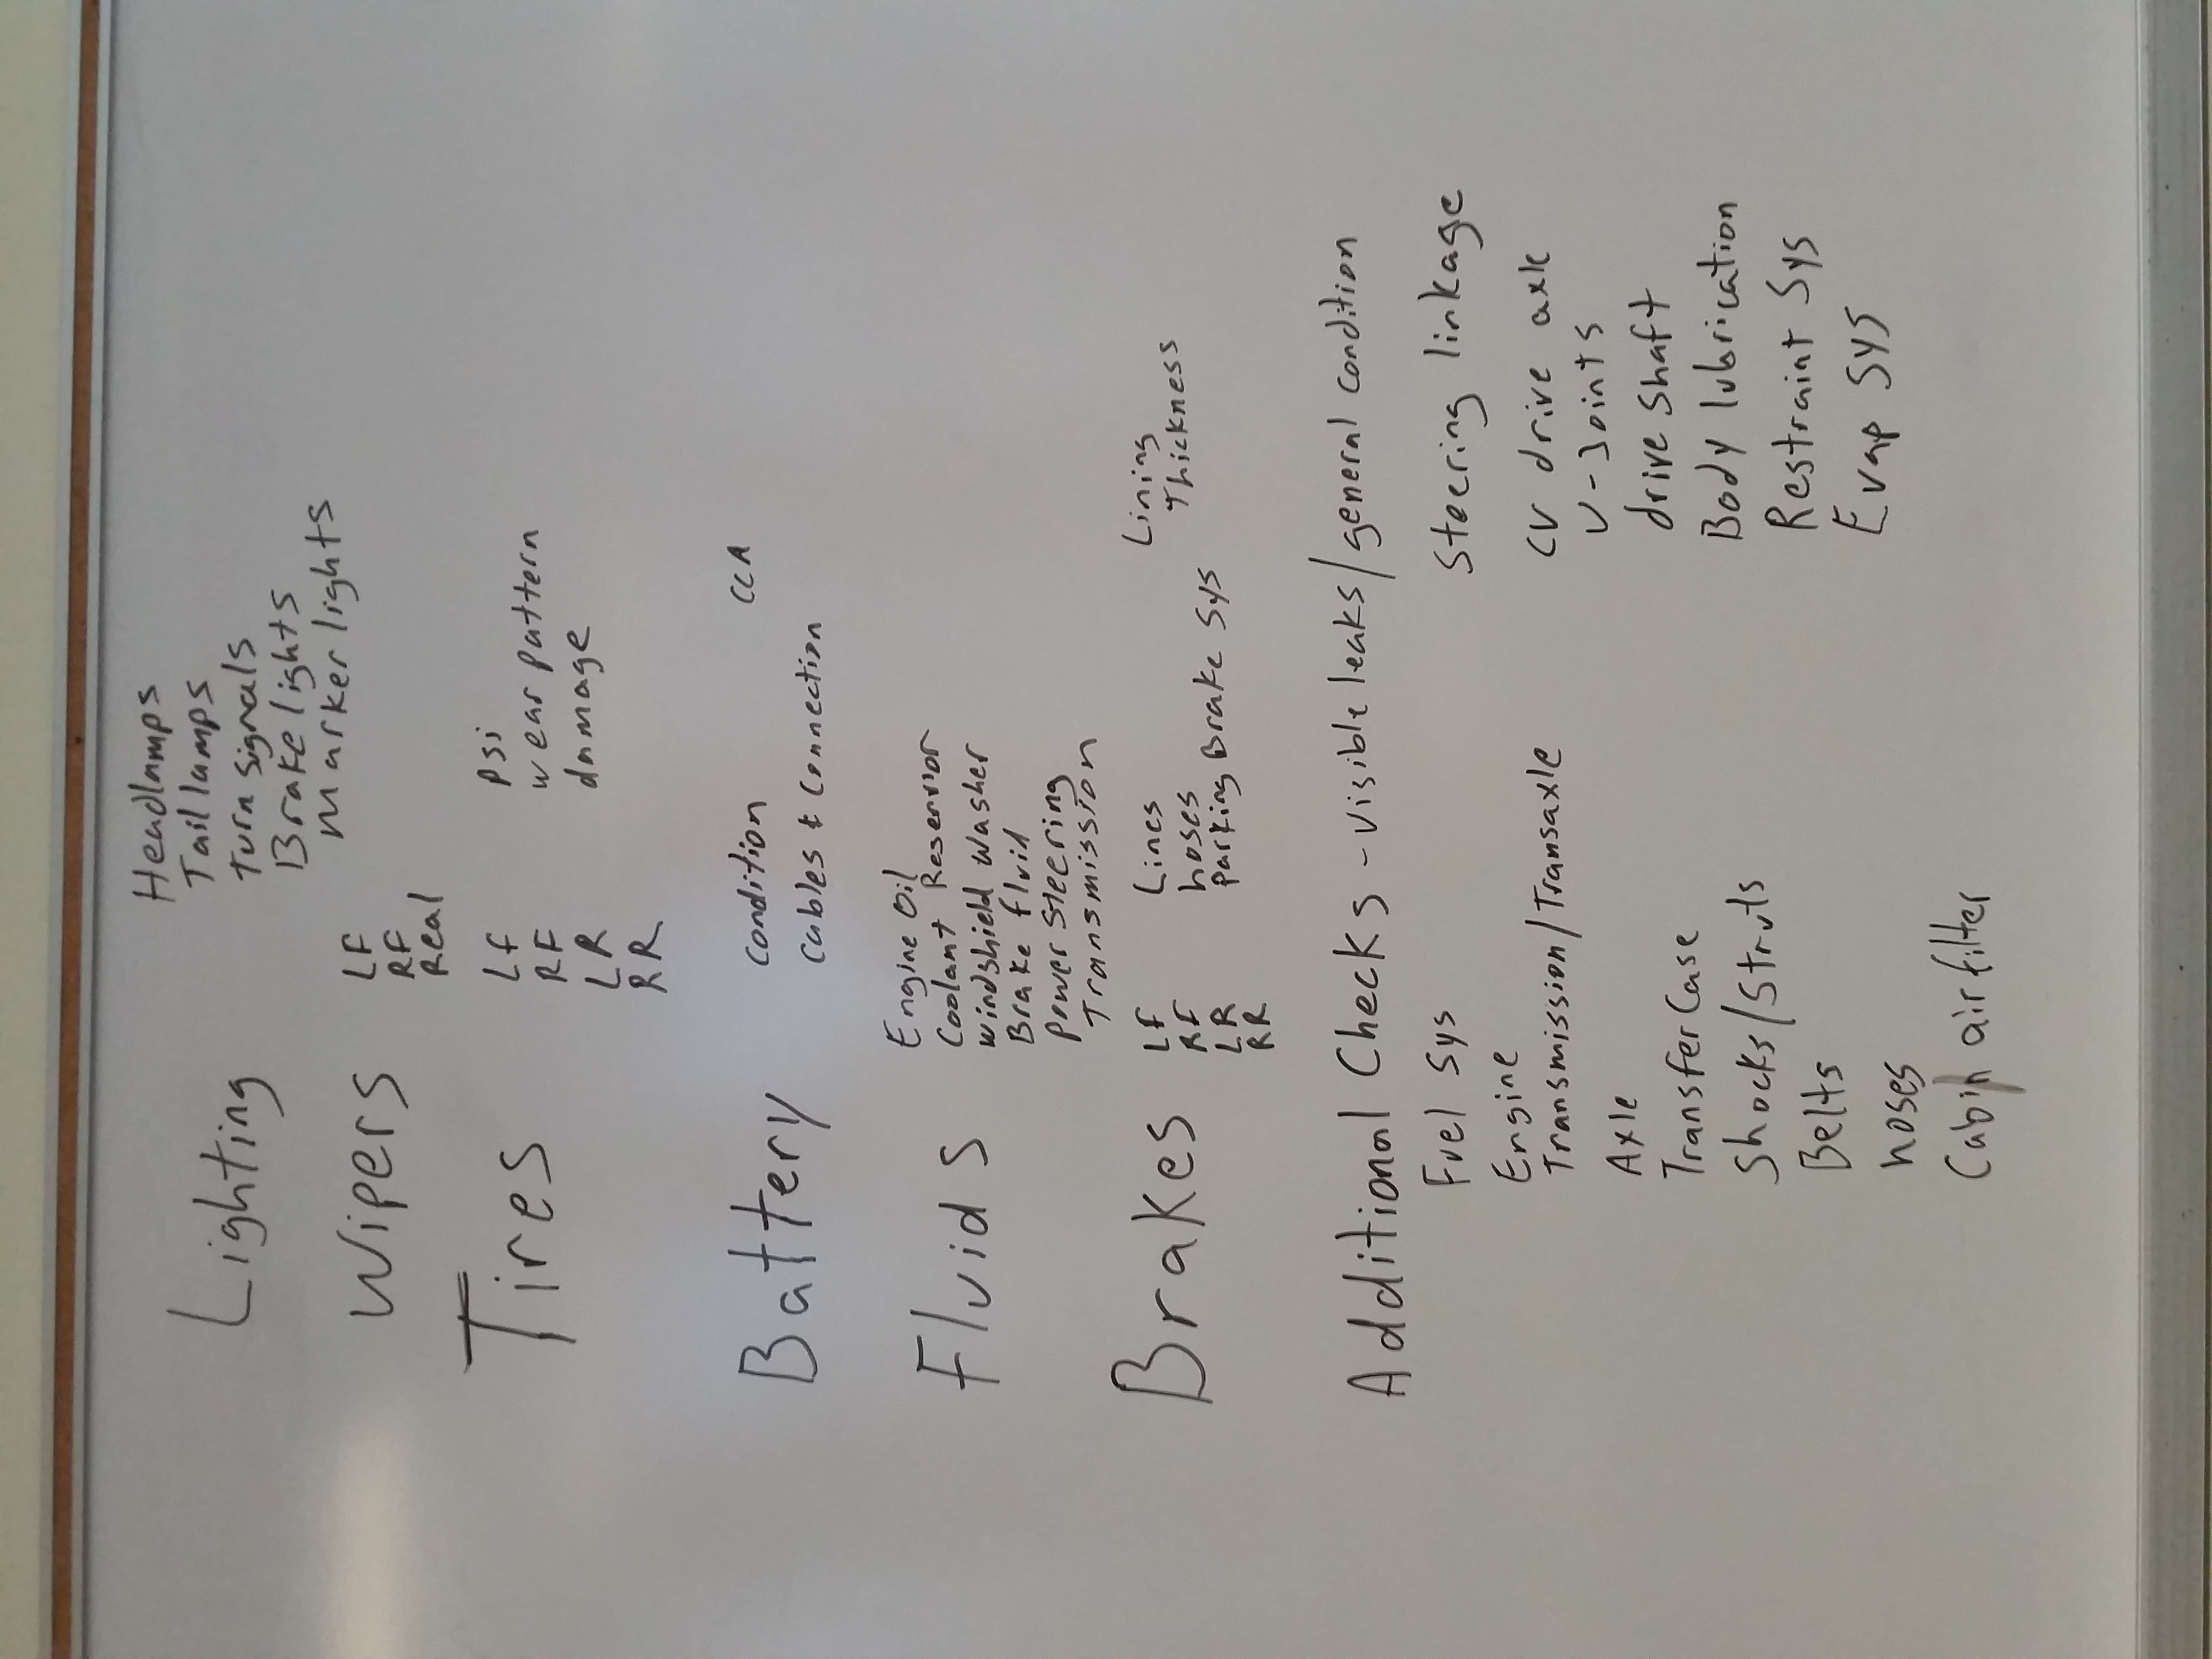 Lighting
Headlamps
Tail lamps
turn signals
Brake lights
Marker lights
Wipers
LF
RF
Real
Tires
LF
RF
LR
RR
psi
wear pattern
damage
Battery
condition
CCA
cables & connection
Fluids
Engine Oil
Coolant Reservior
windshield washer
Brake fluid
power steering
Transmission
Brakes
LF
RF
LR
RR
Lines
hoses
parking Brake sys
Lining
Thickness
Additional Checks - visible leaks/general condition
Fuel Sys
Engine
Transmission/Transaxle
Axle
Transfer Case
Shocks/Struts
Belts
hoses
Cabin air filter
Steering linkage
CV drive axle
U-Joints
drive shaft
Body lubrication
Restraint Sys
Evap Sys